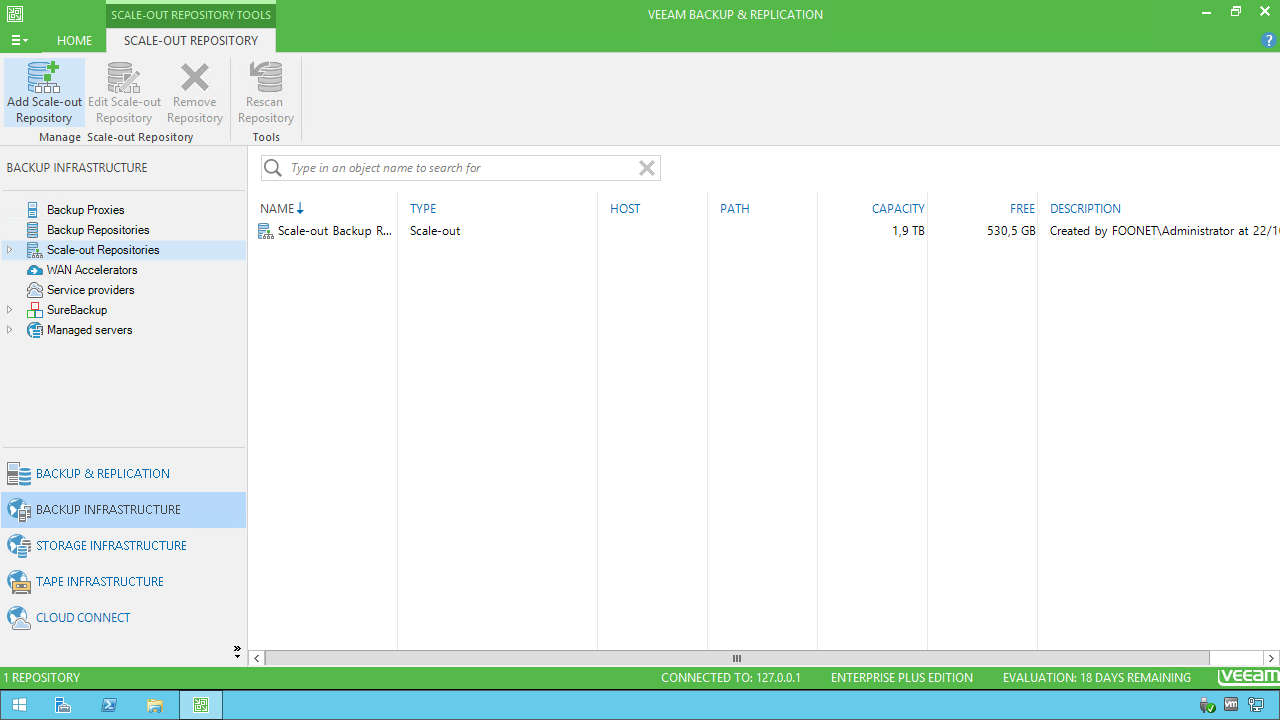 SCALE-OUT REPOSITORY TOOLS
VEEAM BACKUP & REPLICATION
HOME
SCALE-OUT REPOSITORY
?
Add Scale-out Repository
Edit Scale-out Repository
Remove Repository
Rescan Repository
Manage Scale-out Repository
Tools
BACKUP INFRASTRUCTURE
Type in an object name to search for
Backup Proxies
Backup Repositories
Scale-out Repositories
WAN Accelerators
Service providers
SureBackup
Managed servers
NAME TYPE HOST PATH CAPACITY FREE DESCRIPTION
Scale-out Backup R... Scale-out 1,9 TB 530,5 GB Created by FOONET\Administrator at 22/1
BACKUP & REPLICATION
BACKUP INFRASTRUCTURE
STORAGE INFRASTRUCTURE
TAPE INFRASTRUCTURE
CLOUD CONNECT
1 REPOSITORY
CONNECTED TO: 127.0.0.1
ENTERPRISE PLUS EDITION
EVALUATION: 18 DAYS REMAINING
veeam
vm